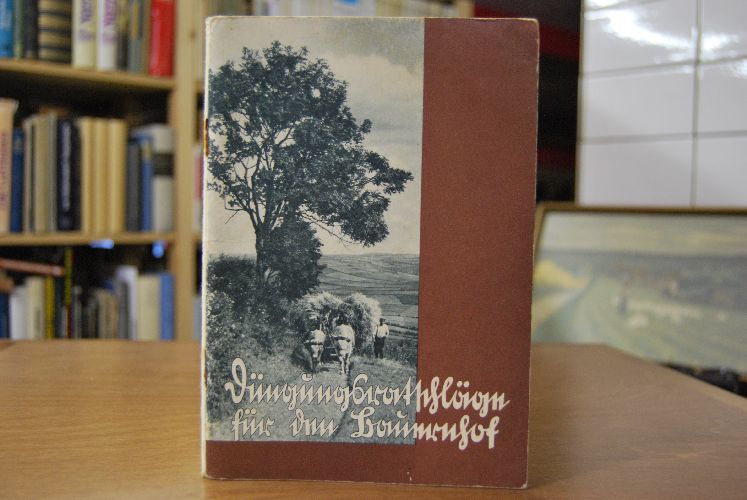 Düngungsratschläge
für den Bauernhof